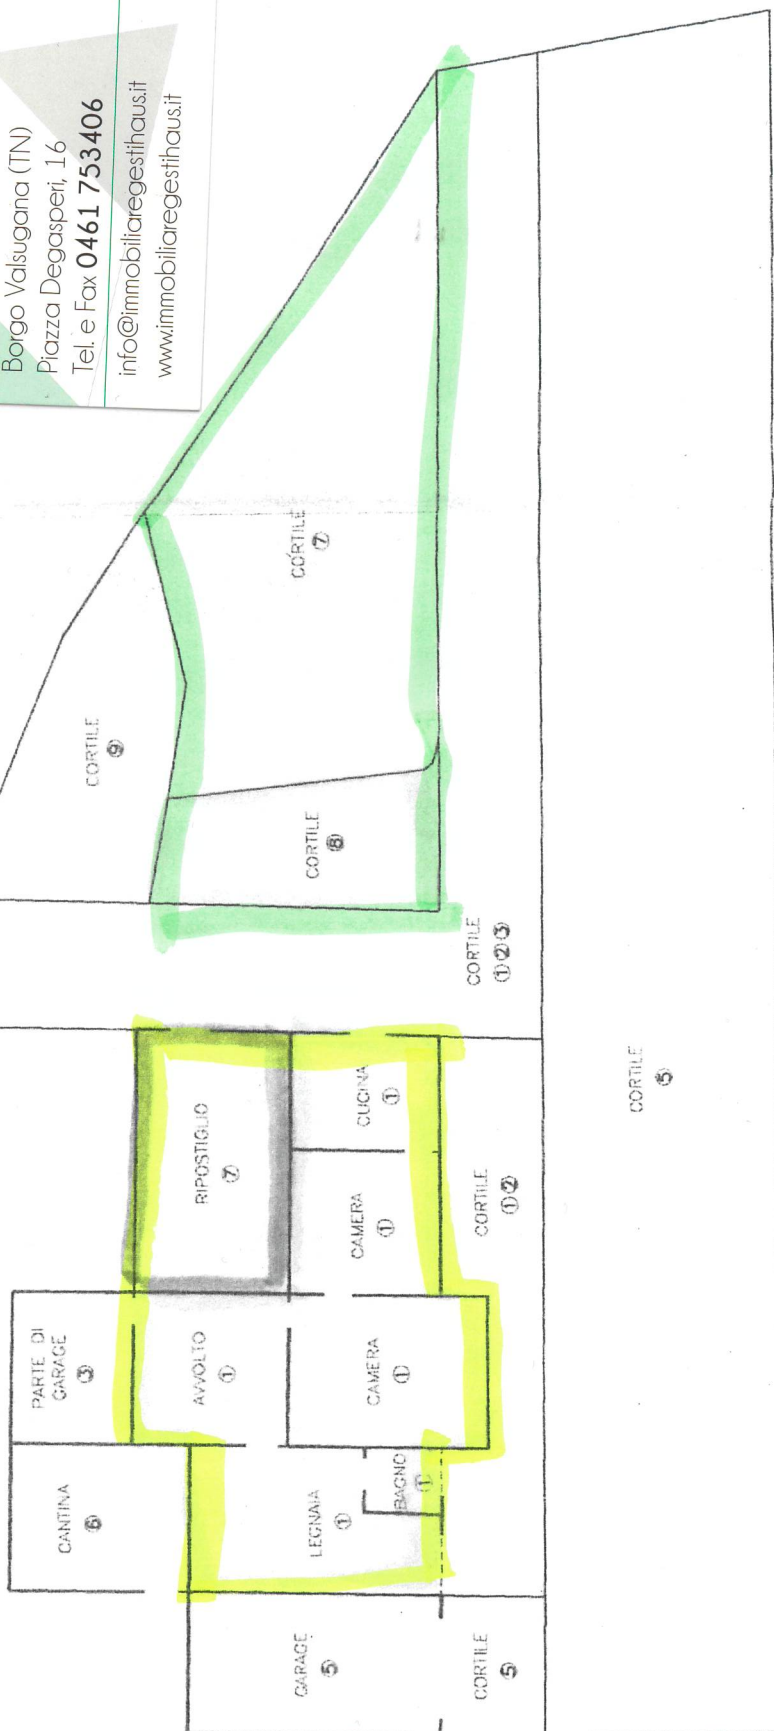 Borgo Valsugana (TN)
Piazza Degasperi, 16
Tel. e Fax 0461 753406
info@immobiliaregestihaus.it
www.immobiliaregestihaus.it
CORTILE
⑨
CORTILE
⑦
CORTILE
⑧
CORTILE
①②③
CORTILE
⑤
RIPOSTIGLIO
⑦
CUCINA
①
CAMERA
①
CORTILE
①②
PARTE DI
GARAGE
③
AVVOLTO
①
CAMERA
①
CANTINA
⑥
LEGNAIA
①
BAGNO
①
GARAGE
⑤
CORTILE
⑤